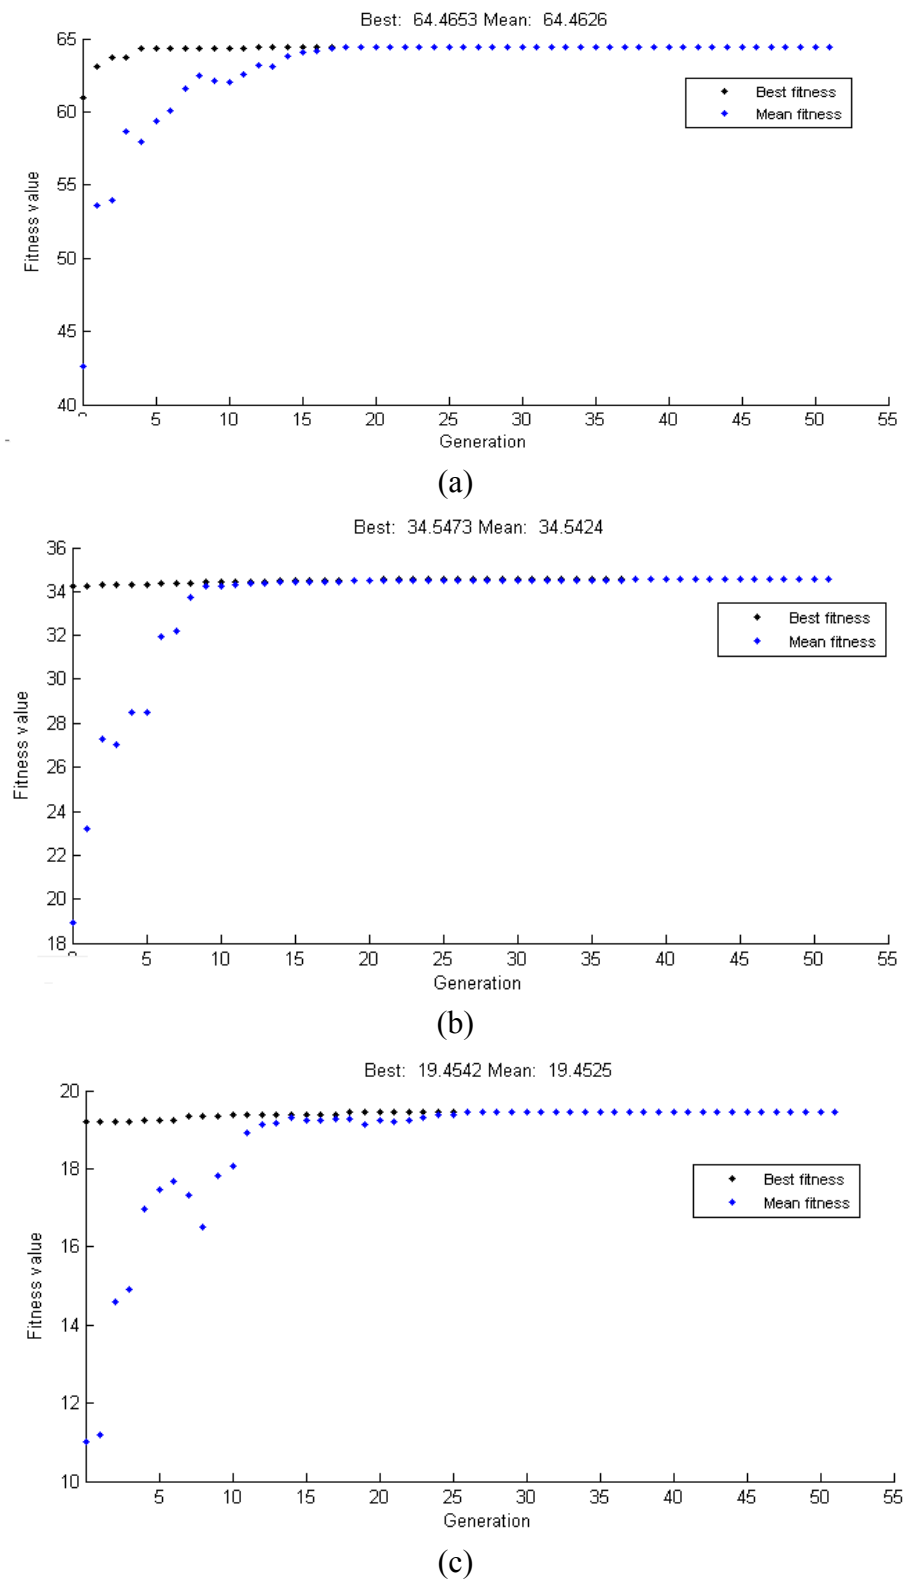 Best: 64.4653 Mean: 64.4626
65
60
55
50
45
40
Fitness value
Best fitness
Mean fitness
5 10 15 20 25 30 35 40 45 50 55
Generation
(a)
Best: 34.5473 Mean: 34.5424
36
34
32
30
28
26
24
22
20
18
Fitness value
Best fitness
Mean fitness
5 10 15 20 25 30 35 40 45 50 55
Generation
(b)
Best: 19.4542 Mean: 19.4525
20
18
16
14
12
10
Fitness value
Best fitness
Mean fitness
5 10 15 20 25 30 35 40 45 50 55
Generation
(c)